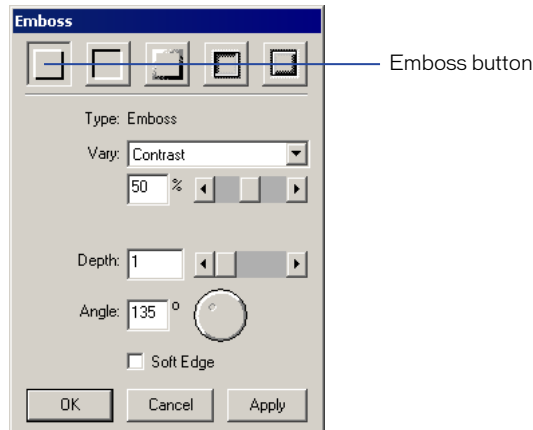 Emboss
Emboss button
Type: Emboss
Vary: Contrast
50 %
Depth: 1
Angle: 135 °
Soft Edge
OK Cancel Apply